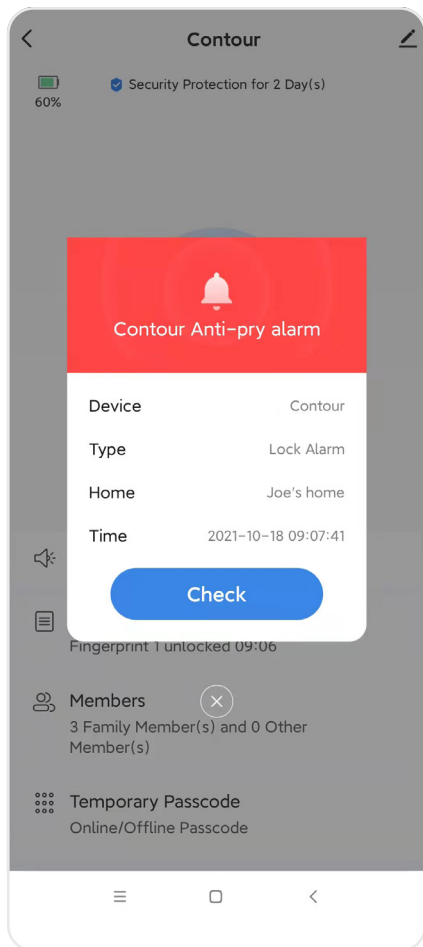 Contour
60%
Security Protection for 2 Day(s)
Contour Anti-pry alarm
Device Contour
Type Lock Alarm
Home Joe's home
Time 2021-10-18 09:07:41
Check
Fingerprint 1 unlocked 09:06
Members
3 Family Member(s) and 0 Other
Member(s)
Temporary Passcode
Online/Offline Passcode